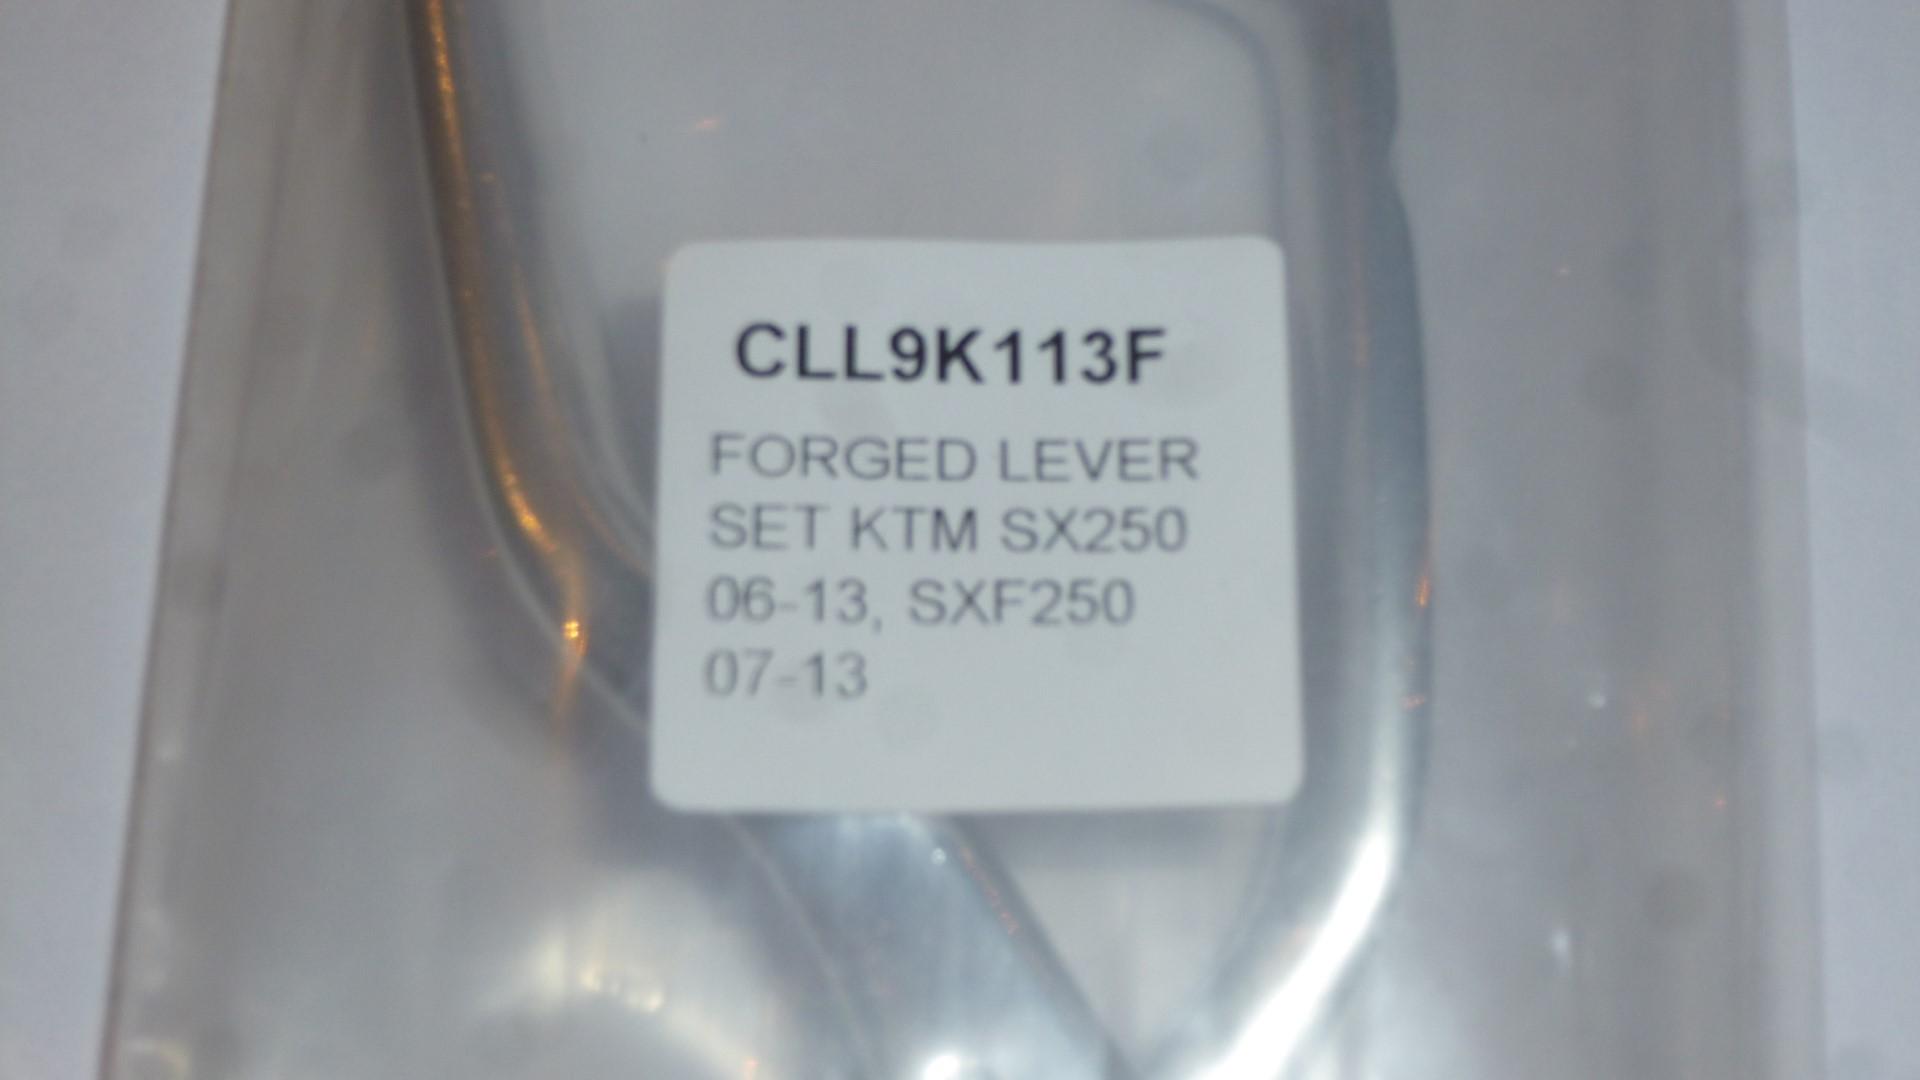 CLL9K113F
FORGED LEVER
SET KTM SX250
06-13, SXF250
07-13